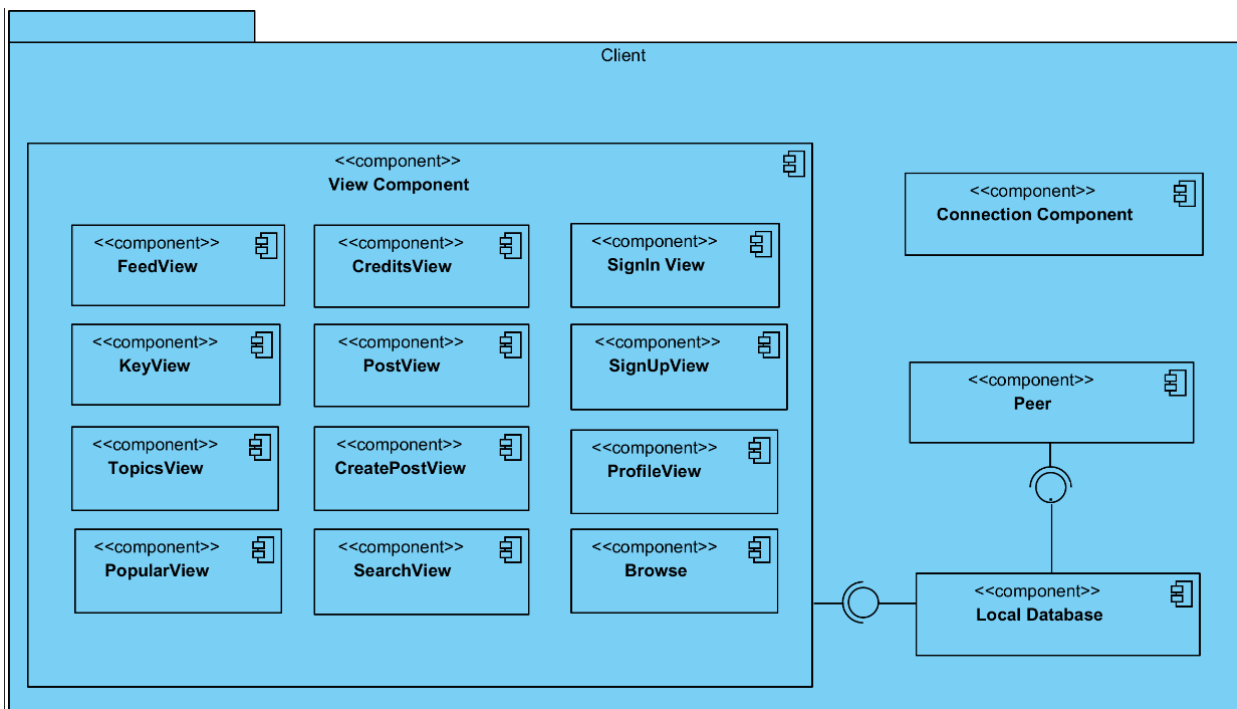 Client
<<component>>
View Component
<<component>>
FeedView
<<component>>
CreditsView
<<component>>
SignIn View
<<component>>
KeyView
<<component>>
PostView
<<component>>
SignUpView
<<component>>
TopicsView
<<component>>
CreatePostView
<<component>>
ProfileView
<<component>>
PopularView
<<component>>
SearchView
<<component>>
Browse
<<component>>
Connection Component
<<component>>
Peer
<<component>>
Local Database